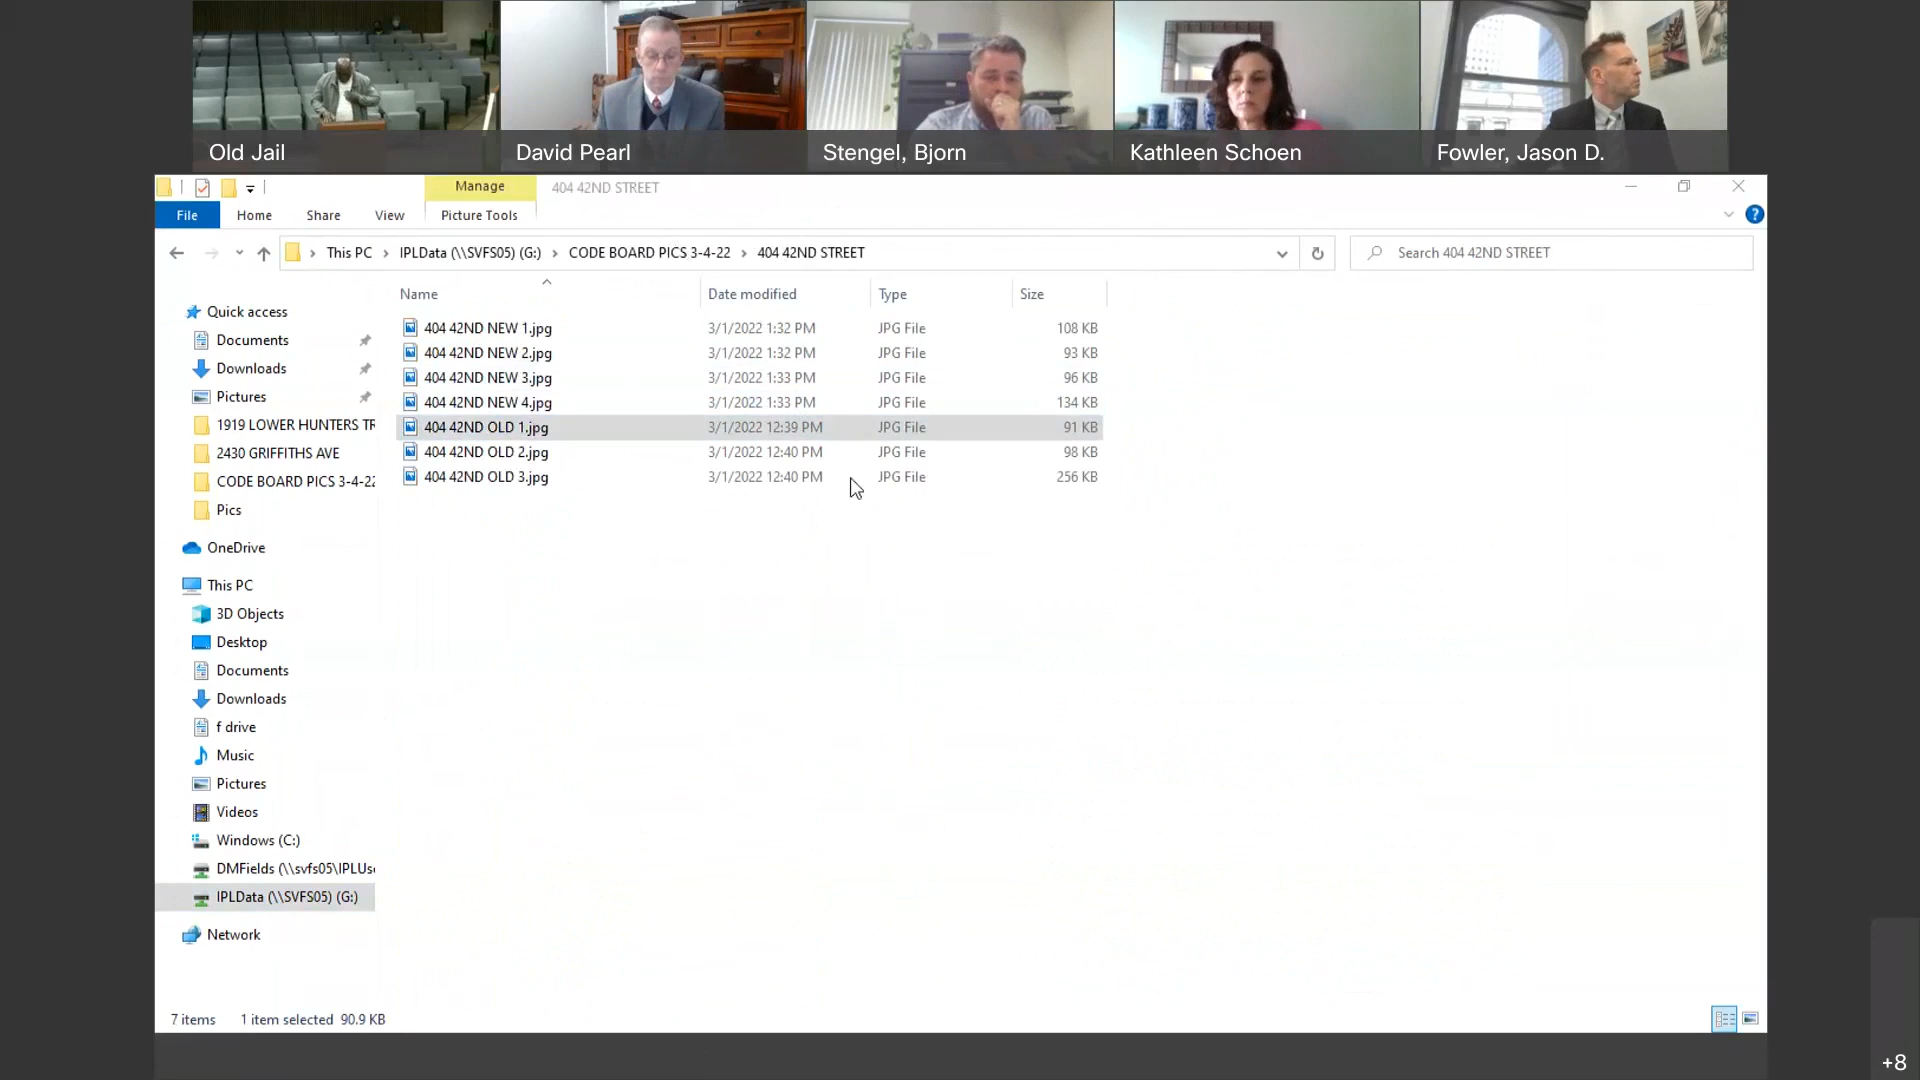 Old Jail
David Pearl
Stengel, Bjorn
Kathleen Schoen
Fowler, Jason D.
Manage
404 42ND STREET
File
Home
Share
View
Picture Tools
This PC
IPLData (\\SVFS05) (G:)
CODE BOARD PICS 3-4-22
404 42ND STREET
Search 404 42ND STREET
Name
Date modified
Type
Size
404 42ND NEW 1.jpg 3/1/2022 1:32 PM JPG File 108 KB
404 42ND NEW 2.jpg 3/1/2022 1:32 PM JPG File 93 KB
404 42ND NEW 3.jpg 3/1/2022 1:33 PM JPG File 96 KB
404 42ND NEW 4.jpg 3/1/2022 1:33 PM JPG File 134 KB
404 42ND OLD 1.jpg 3/1/2022 12:39 PM JPG File 91 KB
404 42ND OLD 2.jpg 3/1/2022 12:40 PM JPG File 98 KB
404 42ND OLD 3.jpg 3/1/2022 12:40 PM JPG File 256 KB
Quick access
Documents
Downloads
Pictures
1919 LOWER HUNTERS TR
2430 GRIFFITHS AVE
CODE BOARD PICS 3-4-22
Pics
OneDrive
This PC
3D Objects
Desktop
Documents
Downloads
f drive
Music
Pictures
Videos
Windows (C:)
DMFields (\\svfs05\IPLUse
IPLData (\\SVFS05) (G:)
Network
7 items
1 item selected 90.9 KB
+8